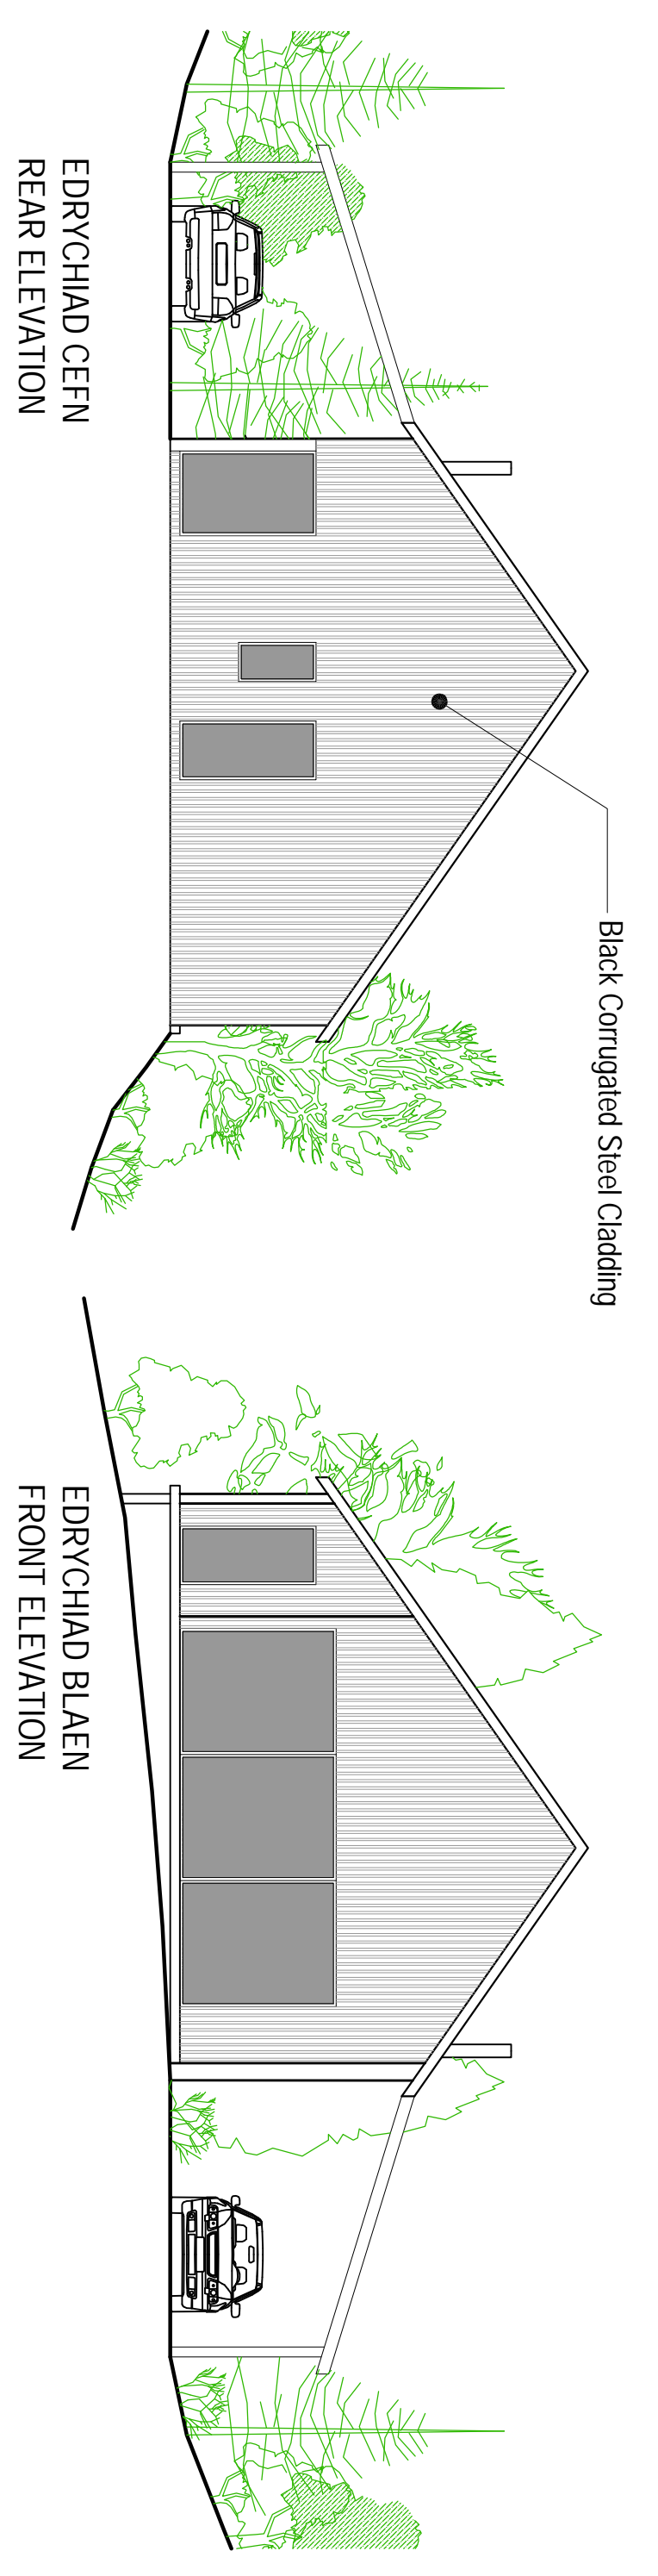 Black Corrugated Steel Cladding
EDRYCHIAD CEFN
REAR ELEVATION
EDRYCHIAD BLAEN
FRONT ELEVATION